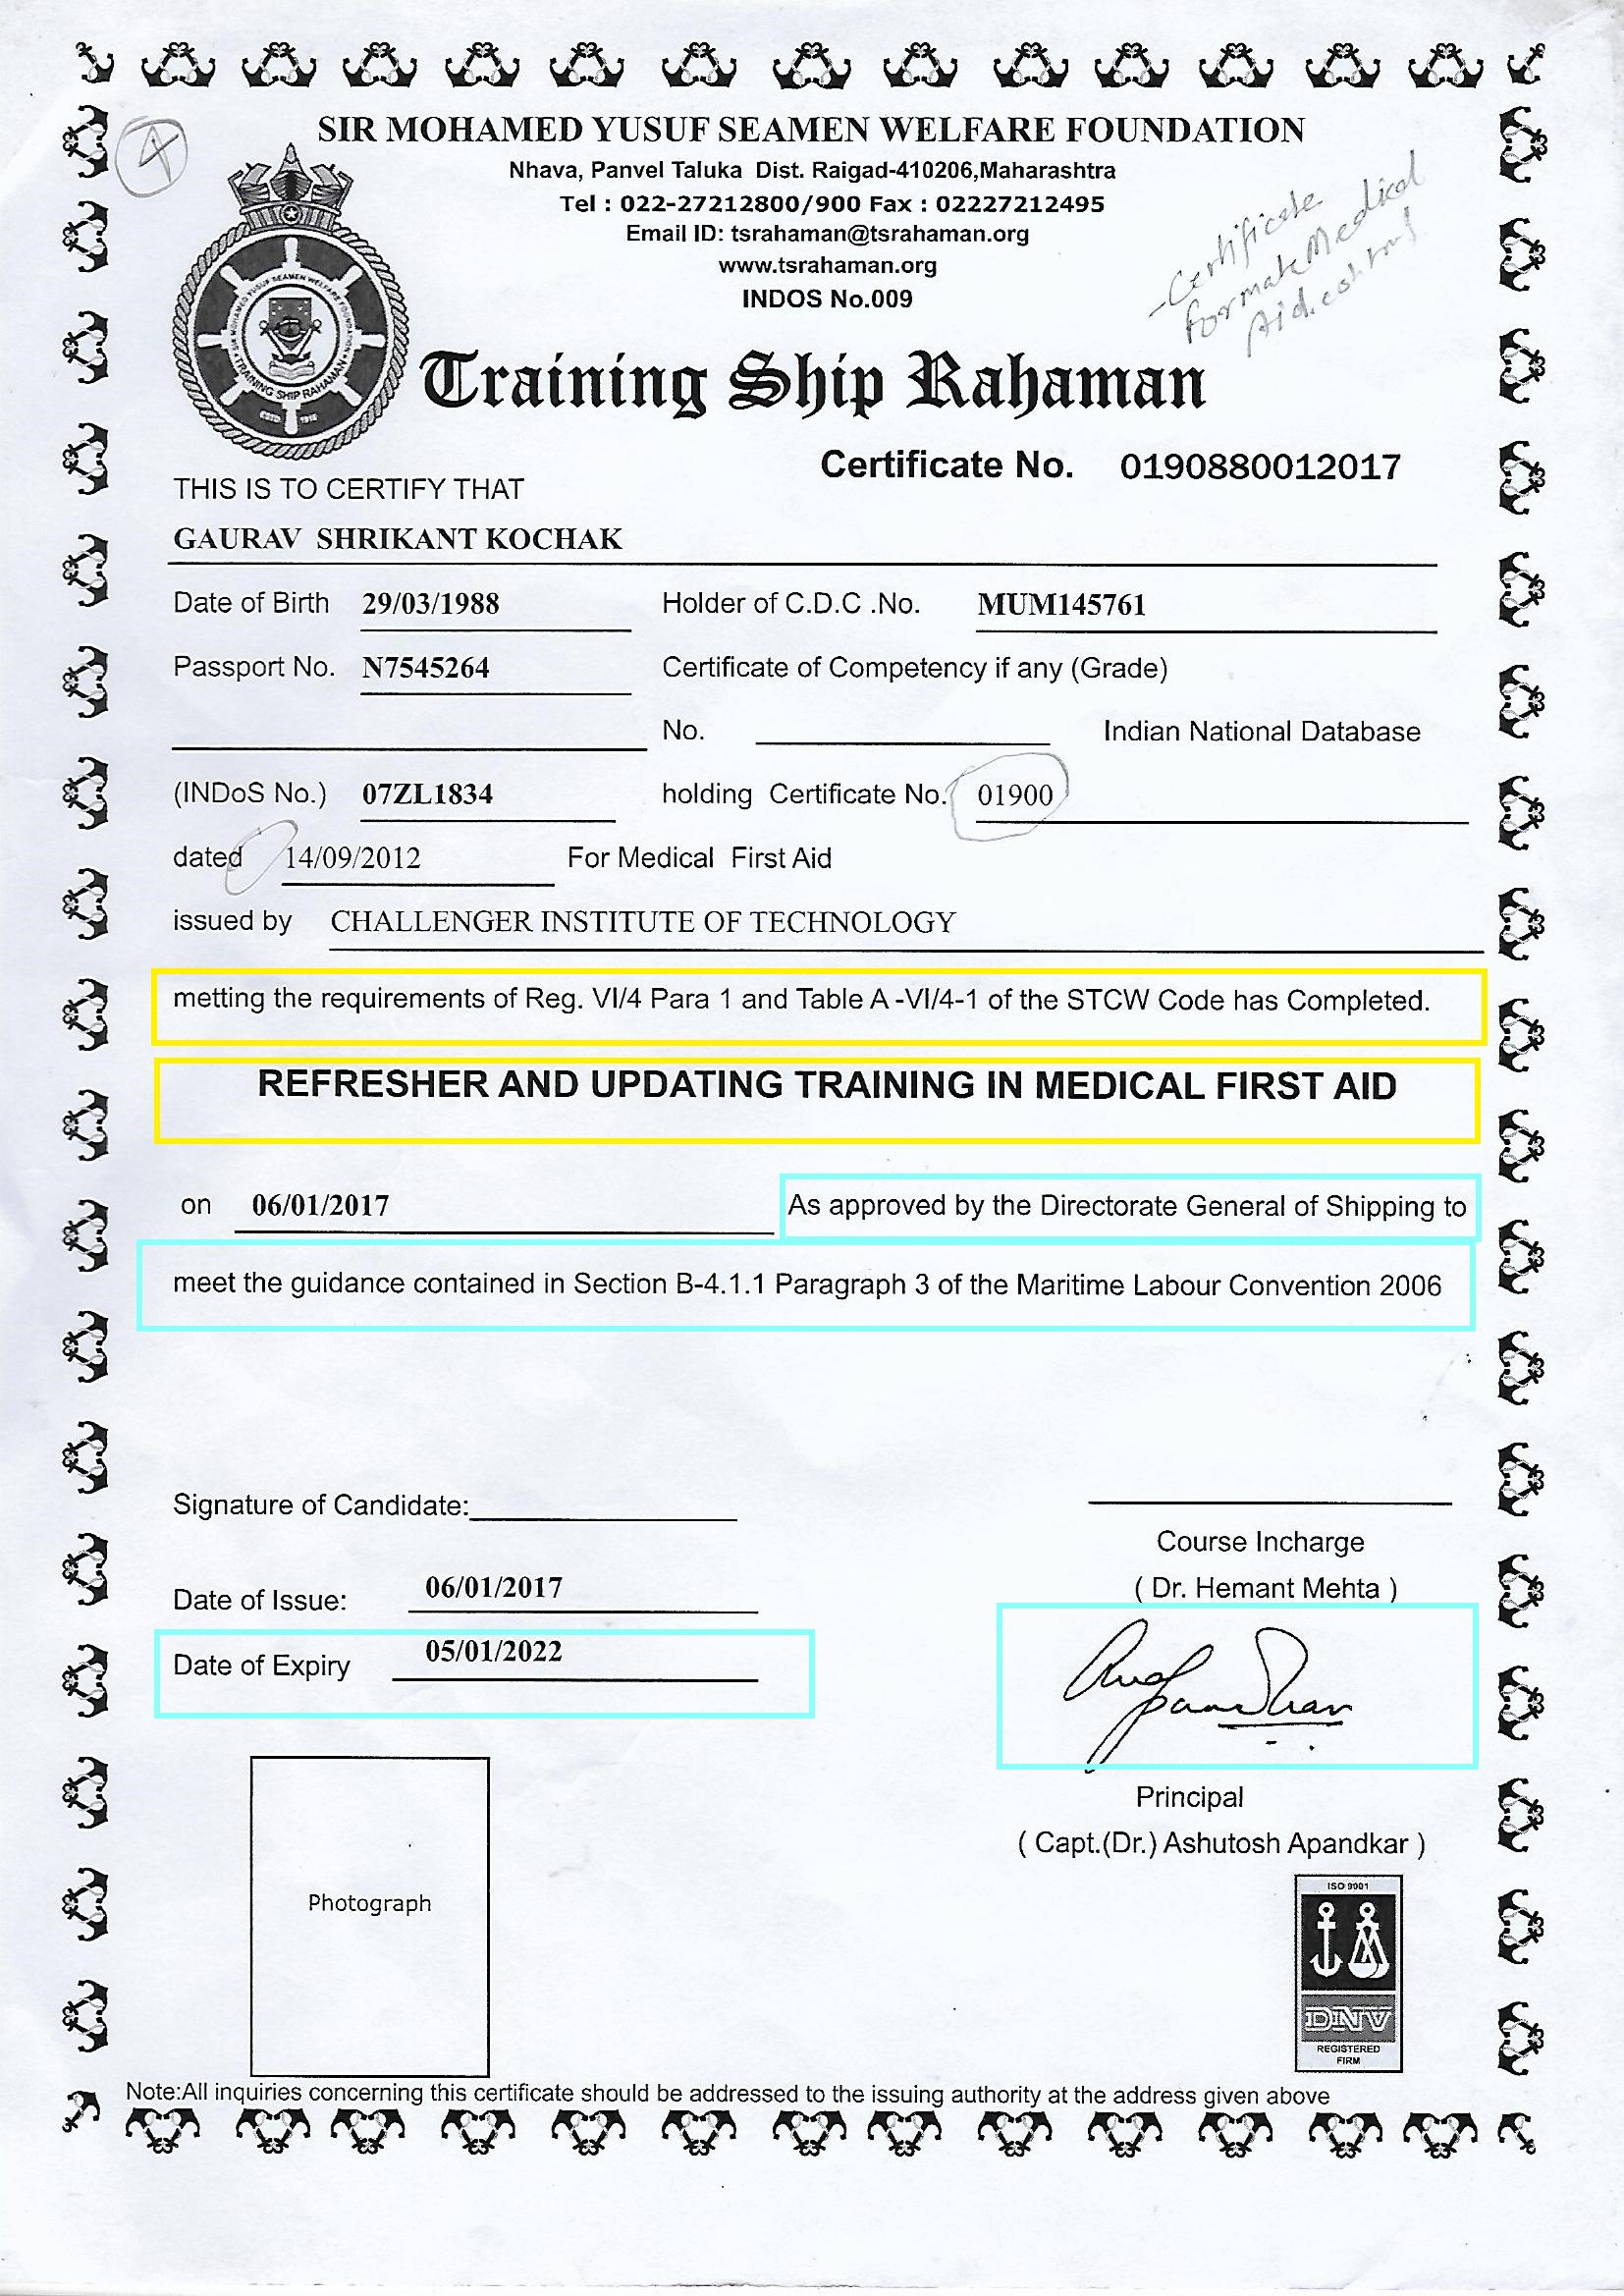 SIR MOHAMED YUSUF SEAMEN WELFARE FOUNDATION
Nhava, Panvel Taluka Dist. Raigad-410206,Maharashtra
Tel : 022-27212800/900 Fax : 02227212495
Email ID: tsrahaman@tsrahaman.org
www.tsrahaman.org
INDOS No.009
-Certificate
formate Medical
Aid.
SIR MOHAMED YUSUF SEAMEN WELFARE FOUNDATION
TRAINING SHIP RAHAMAN
ESTD 1910
Training Ship Rahaman
Certificate No. 0190880012017
THIS IS TO CERTIFY THAT
GAURAV SHRIKANT KOCHAK
Date of Birth 29/03/1988 Holder of C.D.C .No. MUM145761
Passport No. N7545264 Certificate of Competency if any (Grade)
No. Indian National Database
(INDoS No.) 07ZL1834 holding Certificate No. 01900
dated 14/09/2012 For Medical First Aid
issued by CHALLENGER INSTITUTE OF TECHNOLOGY
metting the requirements of Reg. VI/4 Para 1 and Table A -VI/4-1 of the STCW Code has Completed.
REFRESHER AND UPDATING TRAINING IN MEDICAL FIRST AID
on 06/01/2017 As approved by the Directorate General of Shipping to
meet the guidance contained in Section B-4.1.1 Paragraph 3 of the Maritime Labour Convention 2006
Signature of Candidate:
Course Incharge
( Dr. Hemant Mehta )
Date of Issue: 06/01/2017
Date of Expiry 05/01/2022
Principal
( Capt.(Dr.) Ashutosh Apandkar )
Photograph
ISO 9001
DNV
REGISTERED
FIRM
Note:All inquiries concerning this certificate should be addressed to the issuing authority at the address given above